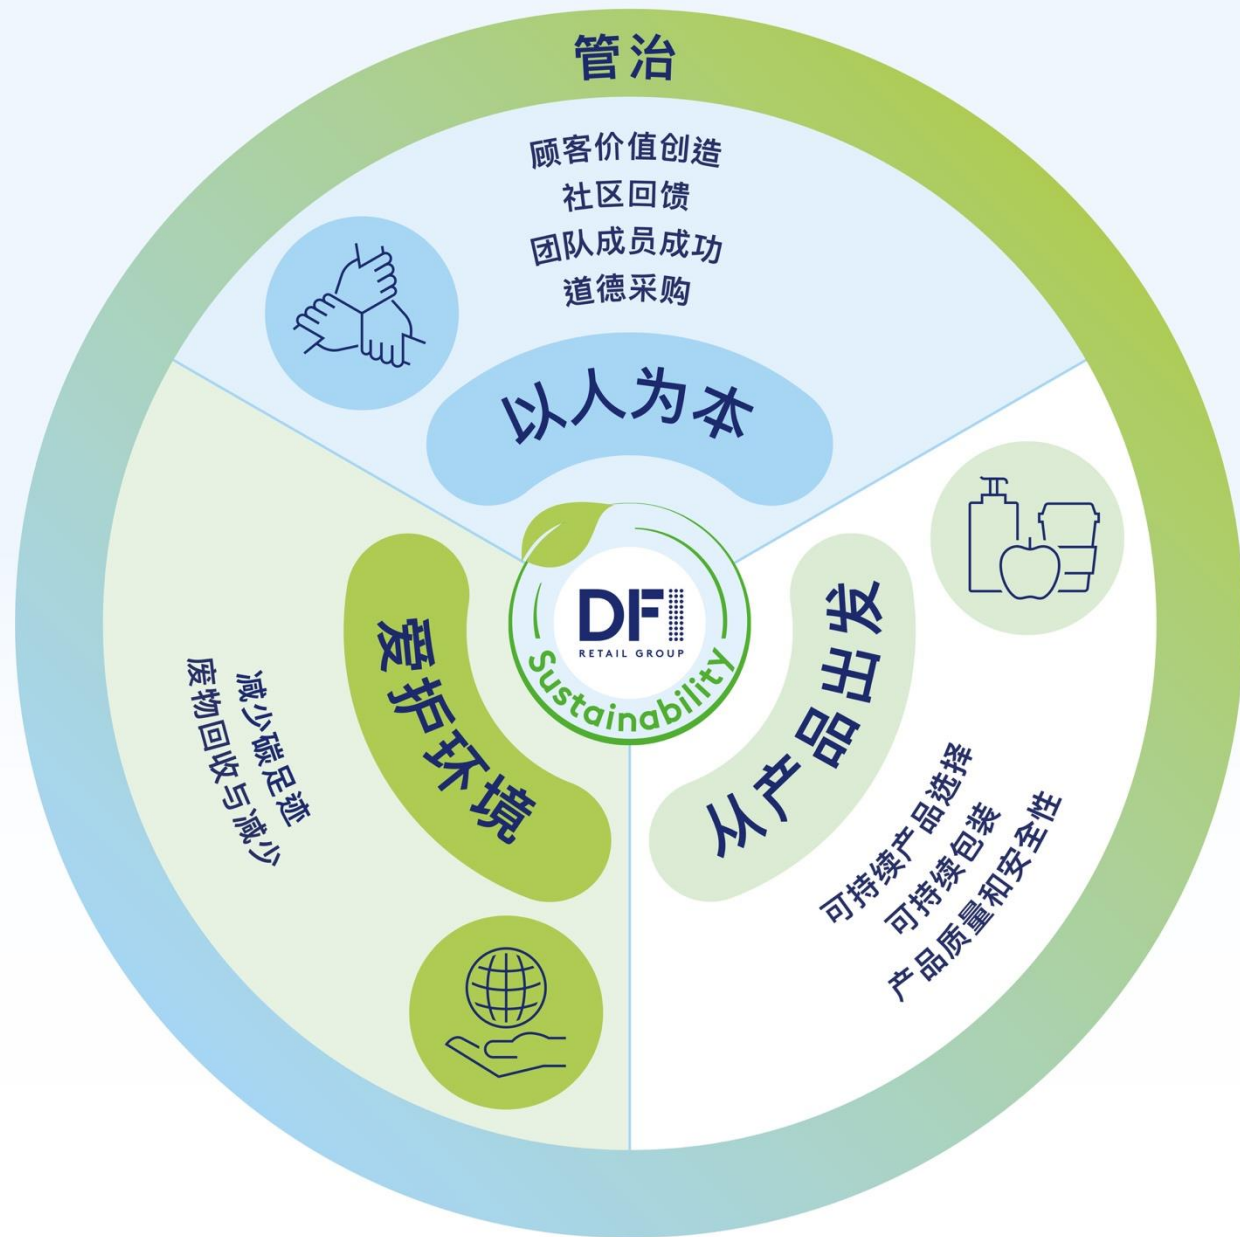 管治
顾客价值创造
社区回馈
团队成员成功
道德采购
以人为本
DFI
RETAIL GROUP
Sustainability
从产品出发
可持续产品选择
可持续包装
产品质量和安全性
爱护环境
减少碳足迹
废物回收与减少